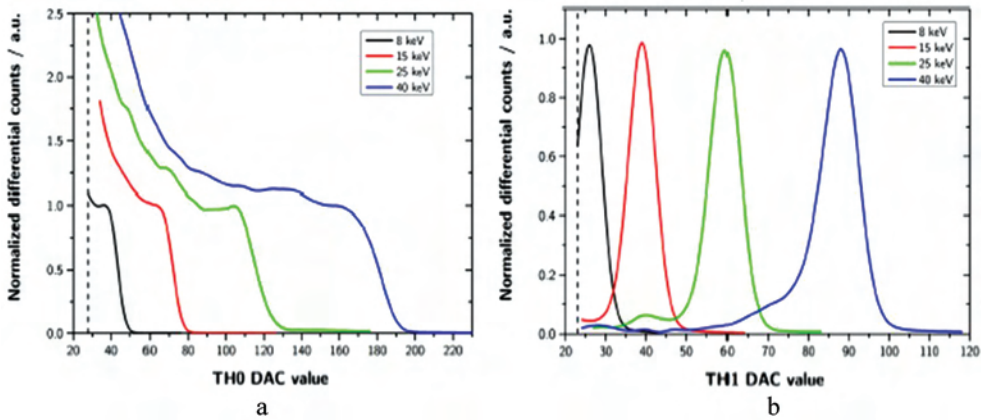 Normalized differential counts / a.u.
2.5
2.0
1.5
1.0
0.5
0.0
8 keV
15 keV
25 keV
40 keV
20 40 60 80 100 120 140 160 180 200 220
TH0 DAC value
a
Normalized differential counts / a.u.
1.0
0.8
0.6
0.4
0.2
0.0
8 keV
15 keV
25 keV
40 keV
20 30 40 50 60 70 80 90 100 110 120
TH1 DAC value
b